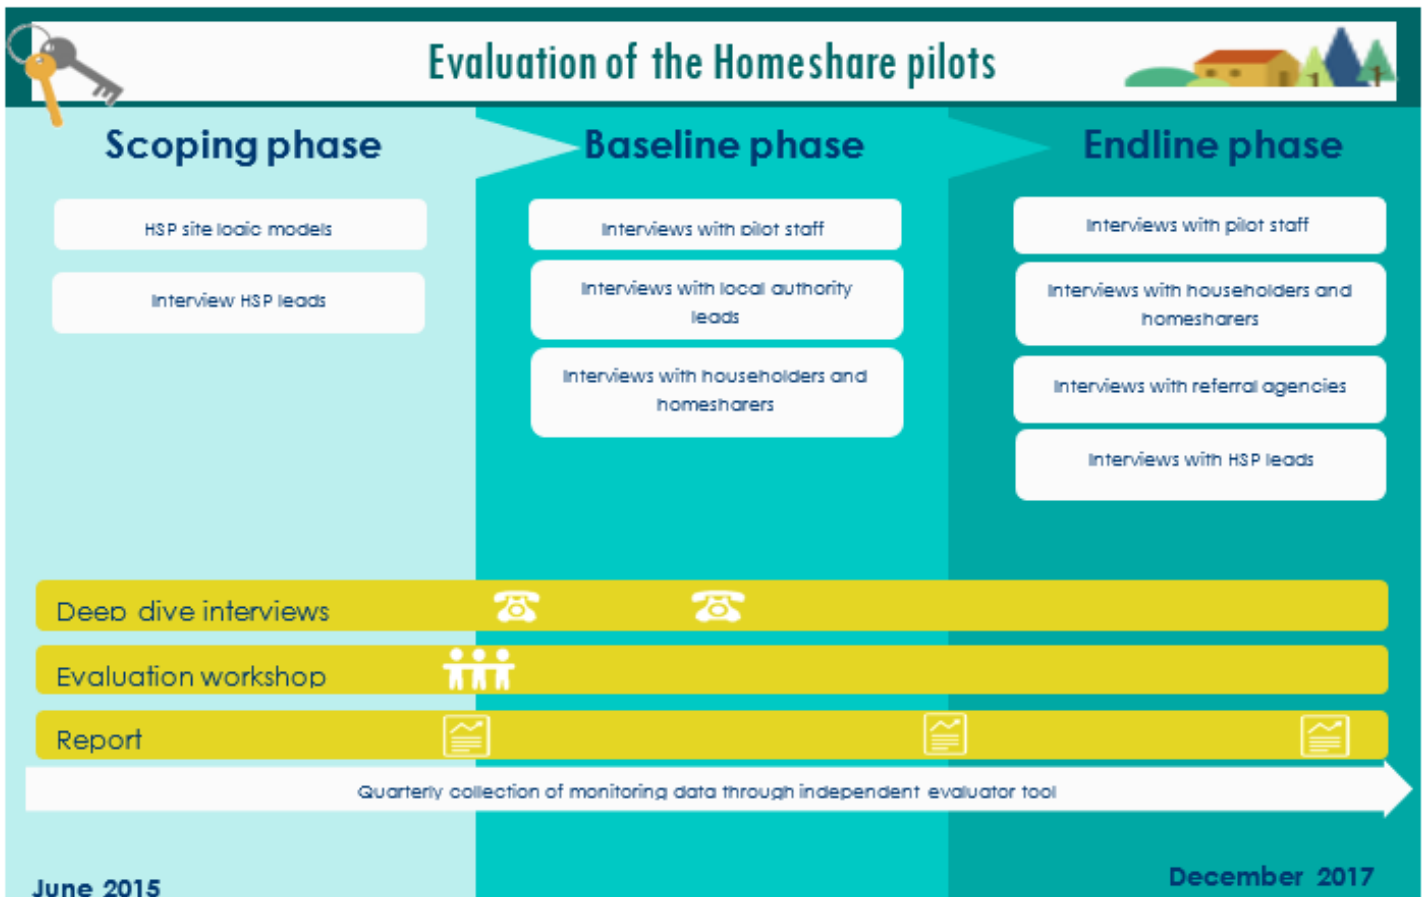 Evaluation of the Homeshare pilots
Scoping phase
HSP site logic models
Interview HSP leads
Baseline phase
Interviews with pilot staff
Interviews with local authority
leads
Interviews with householders and
homesharers
Endline phase
Interviews with pilot staff
Interviews with householders and
homesharers
Interviews with referral agencies
Interviews with HSP leads
Deep dive interviews
Evaluation workshop
Report
Quarterly collection of monitoring data through independent evaluator tool
June 2015
December 2017